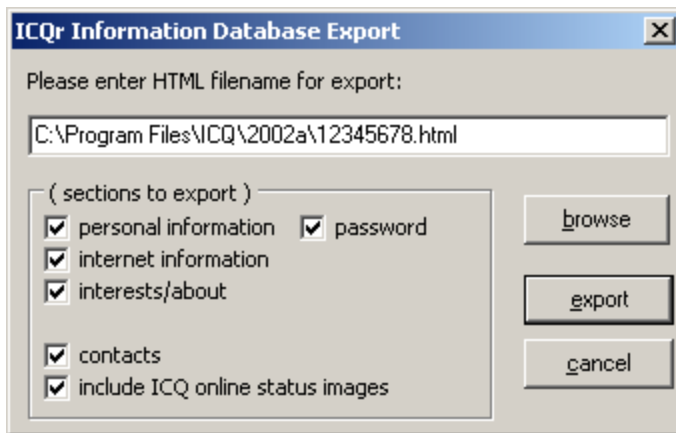 ICQr Information Database Export
Please enter HTML filename for export:
C:\Program Files\ICQ\2002a\12345678.html
( sections to export )
personal information password
internet information
interests/about
contacts
include ICQ online status images
browse
export
cancel